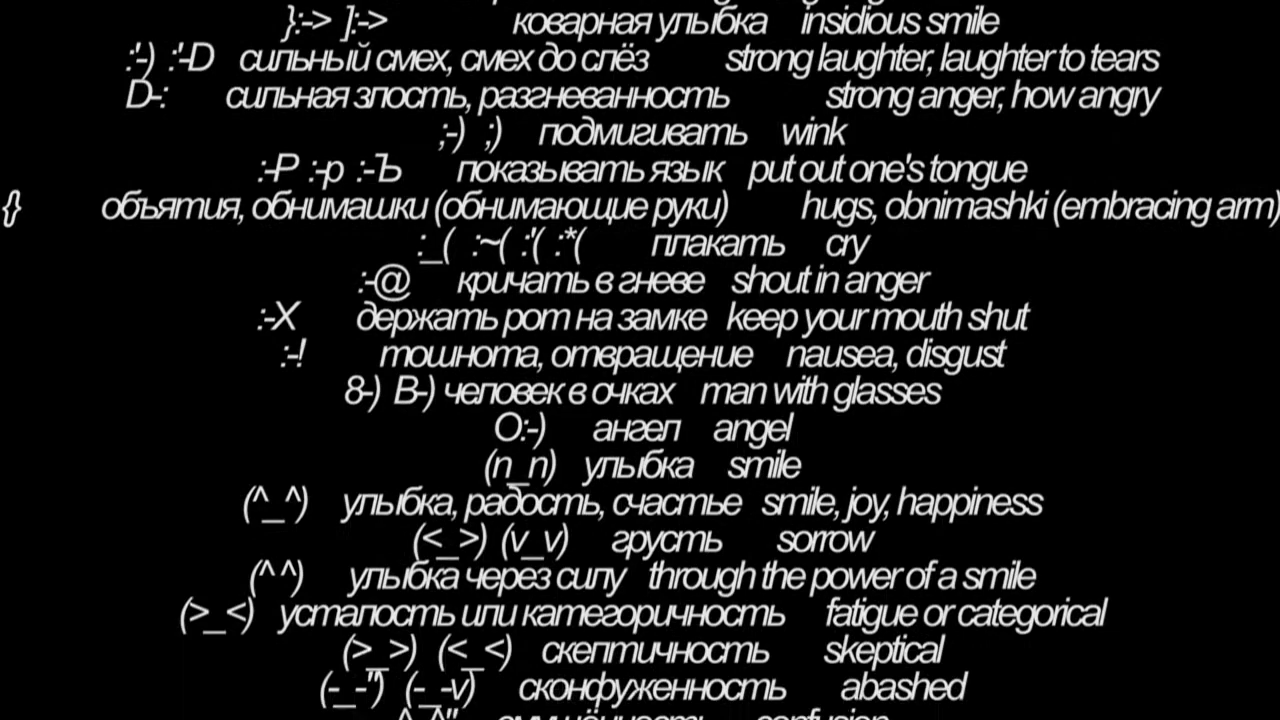 }:-> ]:-> коварная улыбка insidious smile
:'-) :'-D сильный смех, смех до слёз strong laughter, laughter to tears
D-: сильная злость, разгневанность strong anger, how angry
;-) ;) подмигивать wink
:-P :-p :-Ъ показывать язык put out one's tongue
{} объятия, обнимашки (обнимающие руки) hugs, obnimashki (embracing arm)
:_( :~( :'( :*( плакать cry
:-@ кричать в гневе shout in anger
:-X держать рот на замке keep your mouth shut
:-! тошнота, отвращение nausea, disgust
8-) B-) человек в очках man with glasses
O:-) ангел angel
(n_n) улыбка smile
(^_^) улыбка, радость, счастье smile, joy, happiness
(<_>) (v_v) грусть sorrow
(^ ^) улыбка через силу through the power of a smile
(>_<) усталость или категоричность fatigue or categorical
(>_>) (<_<) скептичность skeptical
(-_-") (-_-v) сконфуженность abashed
^_^" смущённость confusion